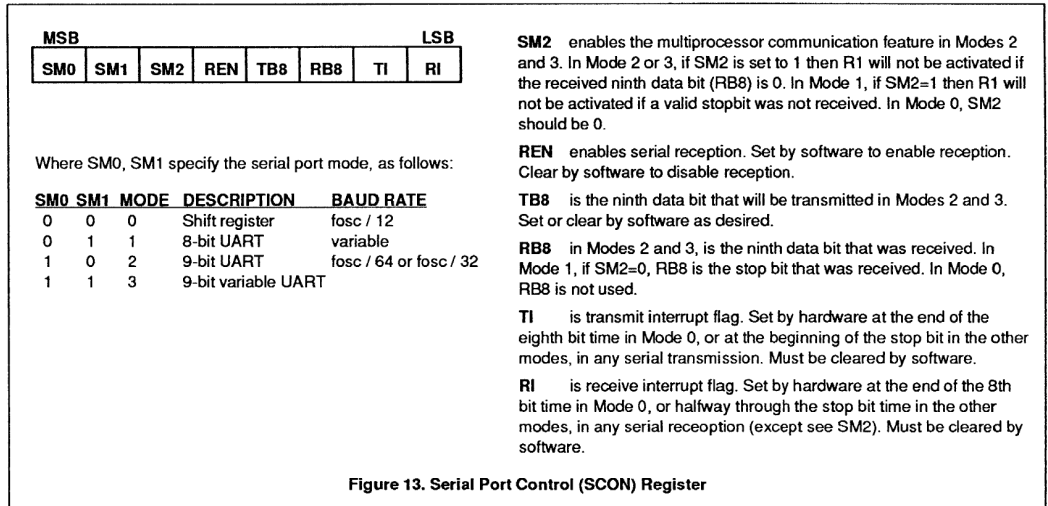 MSB LSB
SM0 SM1 SM2 REN TB8 RB8 TI RI
Where SM0, SM1 specify the serial port mode, as follows:
SM0 SM1 MODE DESCRIPTION BAUD RATE
0 0 0 Shift register fosc / 12
0 1 1 8-bit UART variable
1 0 2 9-bit UART fosc / 64 or fosc / 32
1 1 3 9-bit variable UART
SM2 enables the multiprocessor communication feature in Modes 2
and 3. In Mode 2 or 3, if SM2 is set to 1 then R1 will not be activated if
the received ninth data bit (RB8) is 0. In Mode 1, if SM2=1 then R1 will
not be activated if a valid stopbit was not received. In Mode 0, SM2
should be 0.
REN enables serial reception. Set by software to enable reception.
Clear by software to disable reception.
TB8 is the ninth data bit that will be transmitted in Modes 2 and 3.
Set or clear by software as desired.
RB8 in Modes 2 and 3, is the ninth data bit that was received. In
Mode 1, if SM2=0, RB8 is the stop bit that was received. In Mode 0,
RB8 is not used.
TI is transmit interrupt flag. Set by hardware at the end of the
eighth bit time in Mode 0, or at the beginning of the stop bit in the other
modes, in any serial transmission. Must be cleared by software.
RI is receive interrupt flag. Set by hardware at the end of the 8th
bit time in Mode 0, or halfway through the stop bit time in the other
modes, in any serial receoption (except see SM2). Must be cleared by
software.
Figure 13. Serial Port Control (SCON) Register